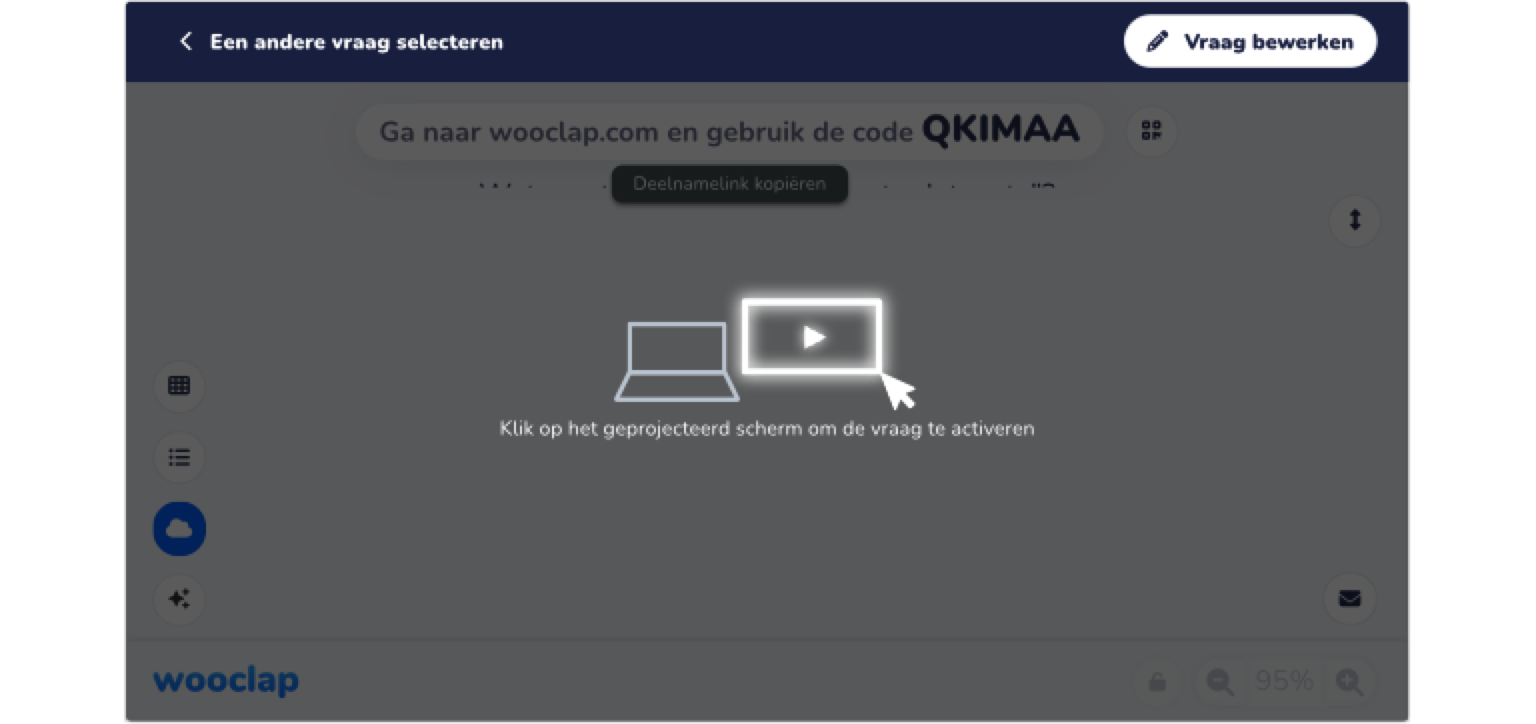 Een andere vraag selecteren
Vraag bewerken
Ga naar wooclap.com en gebruik de code QKIMAA
Deelnamelink kopiëren
Klik op het geprojecteerd scherm om de vraag te activeren
wooclap
95%